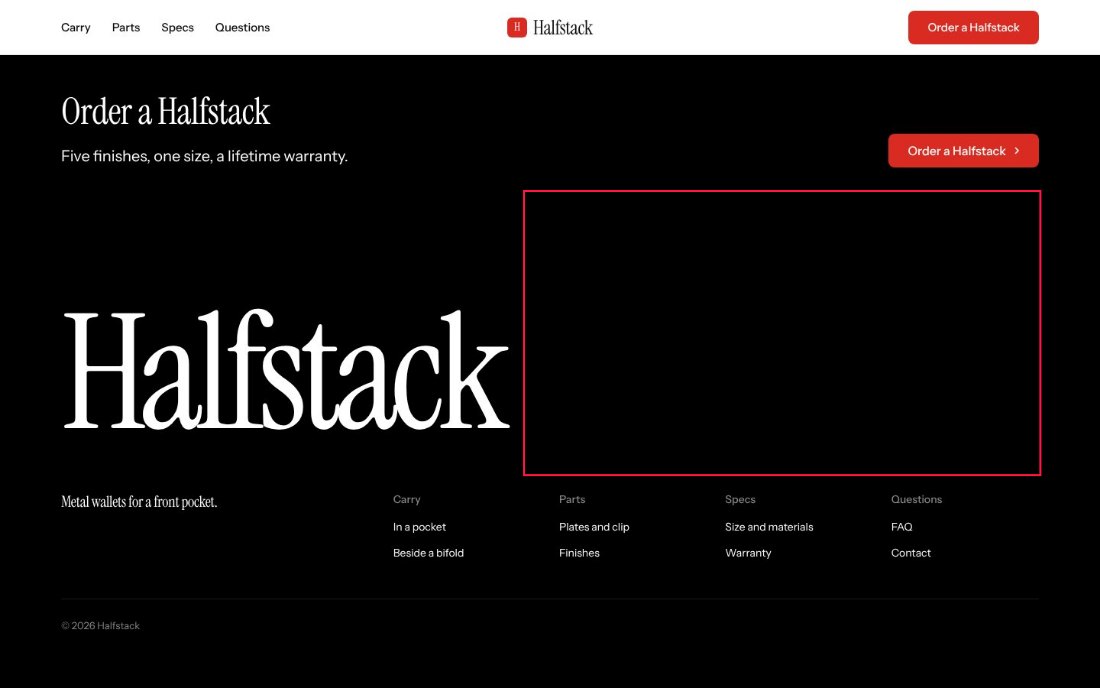 Carry Parts Specs Questions
H Halfstack
Order a Halfstack
Order a Halfstack
Five finishes, one size, a lifetime warranty.
Order a Halfstack
Halfstack
Metal wallets for a front pocket.
Carry Parts Specs Questions
In a pocket Plates and clip Size and materials FAQ
Beside a bifold Finishes Warranty Contact
© 2026 Halfstack